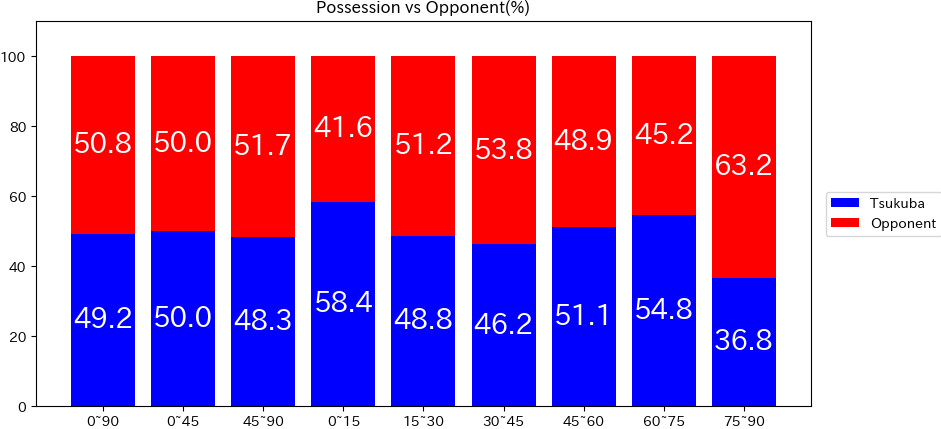 Possession vs Opponent(%)
100
80
60
40
20
0
50.8 50.0 51.7 41.6 51.2 53.8 48.9 45.2 63.2
49.2 50.0 48.3 58.4 48.8 46.2 51.1 54.8 36.8
0~90 0~45 45~90 0~15 15~30 30~45 45~60 60~75 75~90
Tsukuba
Opponent